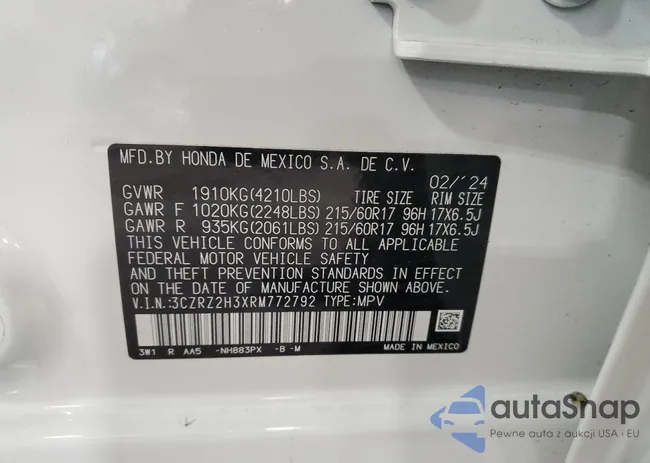 MFD.BY HONDA DE MEXICO S.A. DE C.V.
02/'24
GVWR 1910KG(4210LBS) TIRE SIZE RIM SIZE
GAWR F 1020KG(2248LBS) 215/60R17 96H 17X6.5J
GAWR R 935KG(2061LBS) 215/60R17 96H 17X6.5J
THIS VEHICLE CONFORMS TO ALL APPLICABLE
FEDERAL MOTOR VEHICLE SAFETY
AND THEFT PREVENTION STANDARDS IN EFFECT
ON THE DATE OF MANUFACTURE SHOWN ABOVE.
V.I.N.:3CZRZ2H3XRM772792 TYPE:MPV
3W1 R AA5 -NH883PX -B -M MADE IN MEXICO
autaSnap
Pewne auta z aukcji USA i EU